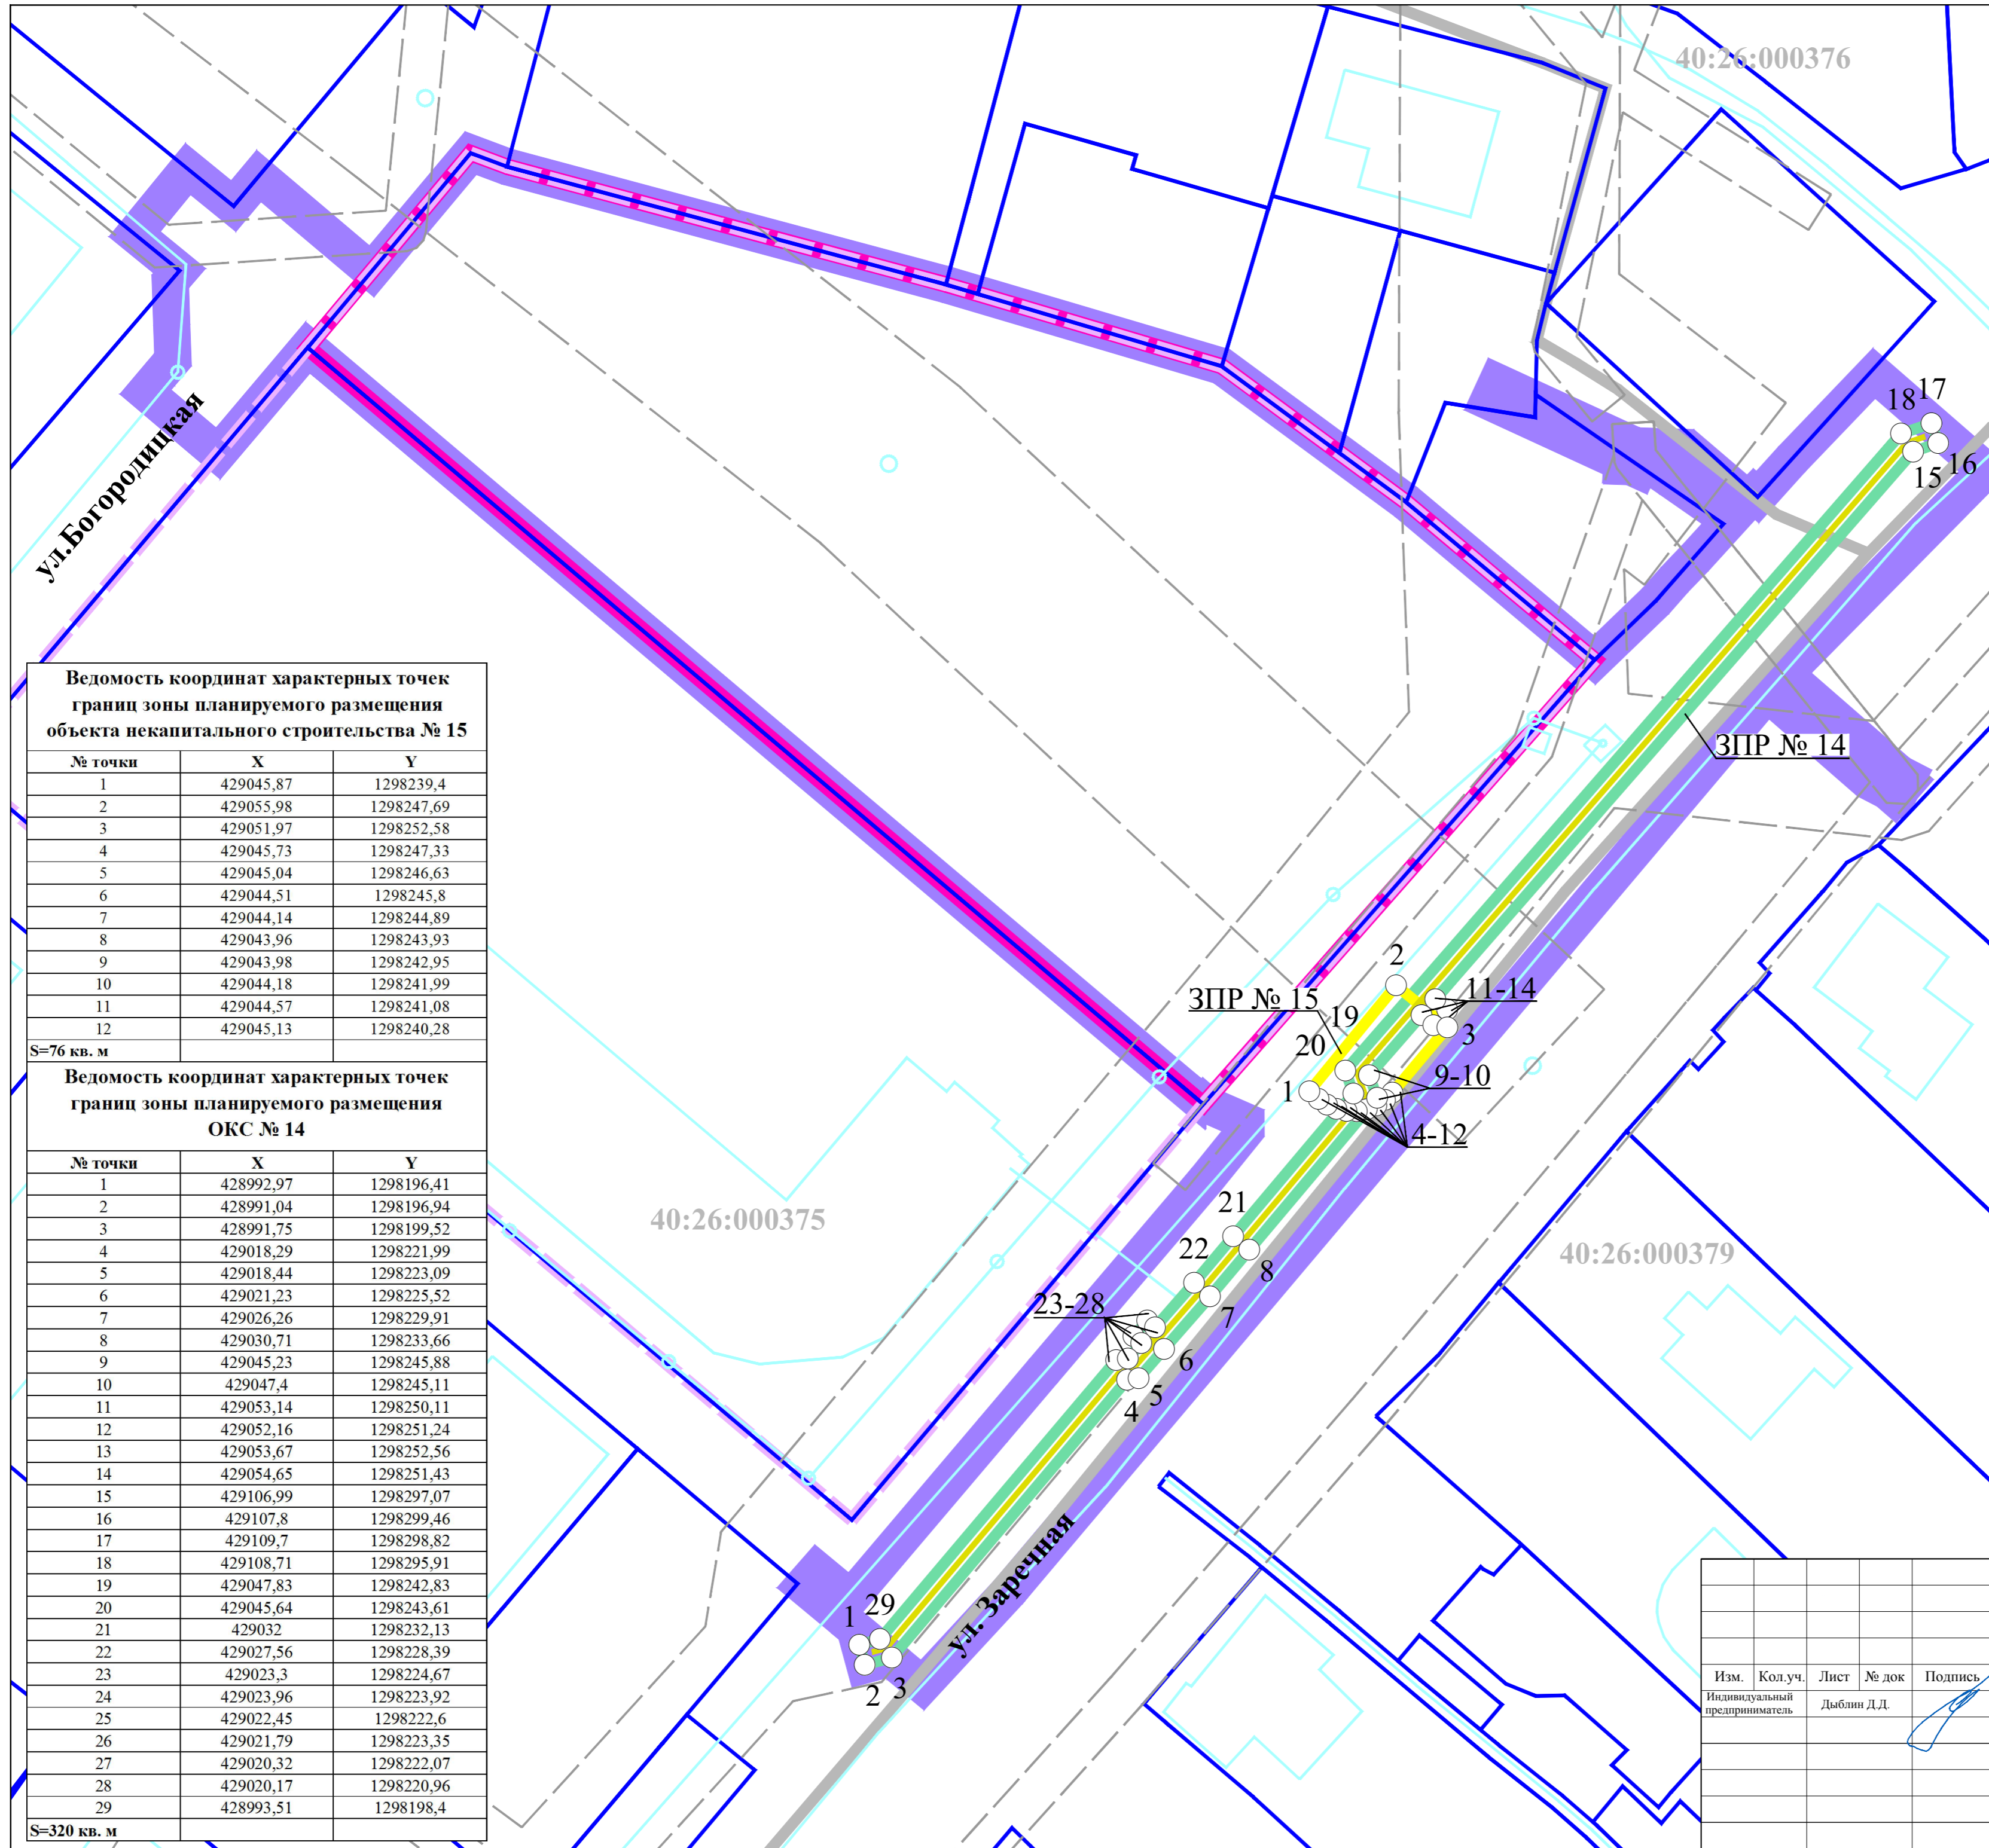 40:26:000376
18
17
16
15
ул.Богородицкая
ЗПР № 14
2
11-14
ЗПР № 15
19
3
20
9-10
1
4-12
40:26:000375
21
40:26:000379
22
8
23-28
7
6
5
4
ул. Заречная
29
1
2
3
Ведомость координат характерных точек
границ зоны планируемого размещения
объекта некапитального строительства № 15
№ точки X Y
1 429045,87 1298239,4
2 429055,98 1298247,69
3 429051,97 1298252,58
4 429045,73 1298247,33
5 429045,04 1298246,63
6 429044,51 1298245,8
7 429044,14 1298244,89
8 429043,96 1298243,93
9 429043,98 1298242,95
10 429044,18 1298241,99
11 429044,57 1298241,08
12 429045,13 1298240,28
S=76 кв. м
Ведомость координат характерных точек
границ зоны планируемого размещения
ОКС № 14
№ точки X Y
1 428992,97 1298196,41
2 428991,04 1298196,94
3 428991,75 1298199,52
4 429018,29 1298221,99
5 429018,44 1298223,09
6 429021,23 1298225,52
7 429026,26 1298229,91
8 429030,71 1298233,66
9 429045,23 1298245,88
10 429047,4 1298245,11
11 429053,14 1298250,11
12 429052,16 1298251,24
13 429053,67 1298252,56
14 429054,65 1298251,43
15 429106,99 1298297,07
16 429107,8 1298299,46
17 429109,7 1298298,82
18 429108,71 1298295,91
19 429047,83 1298242,83
20 429045,64 1298243,61
21 429032 1298232,13
22 429027,56 1298228,39
23 429023,3 1298224,67
24 429023,96 1298223,92
25 429022,45 1298222,6
26 429021,79 1298223,35
27 429020,32 1298222,07
28 429020,17 1298220,96
29 428993,51 1298198,4
S=320 кв. м
Изм. Кол.уч. Лист № док Подпись
Индивидуальный
предприниматель
Дыблин Д.Д.